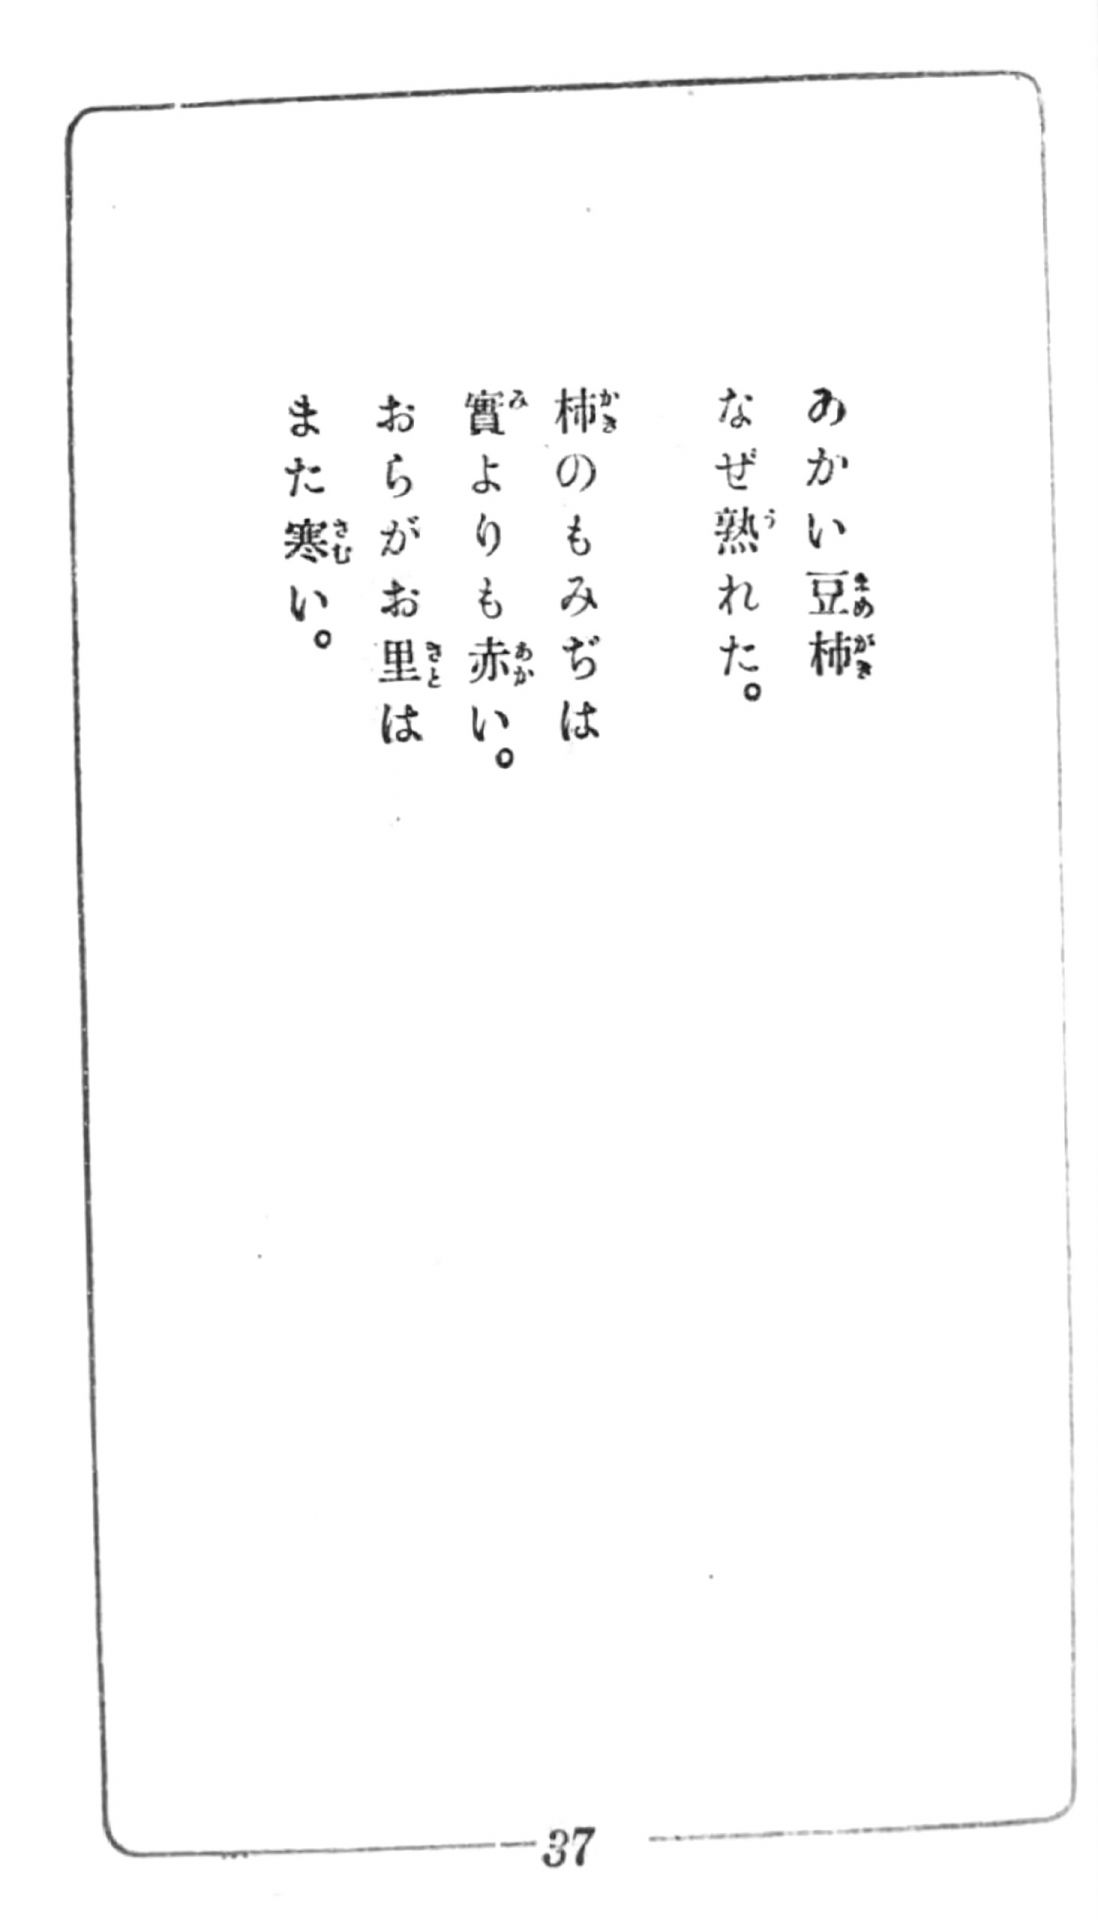 あかい豆柿
なぜ熟れた。
柿のもみぢは
實よりも赤い。
おらがお里は
また寒い。
37